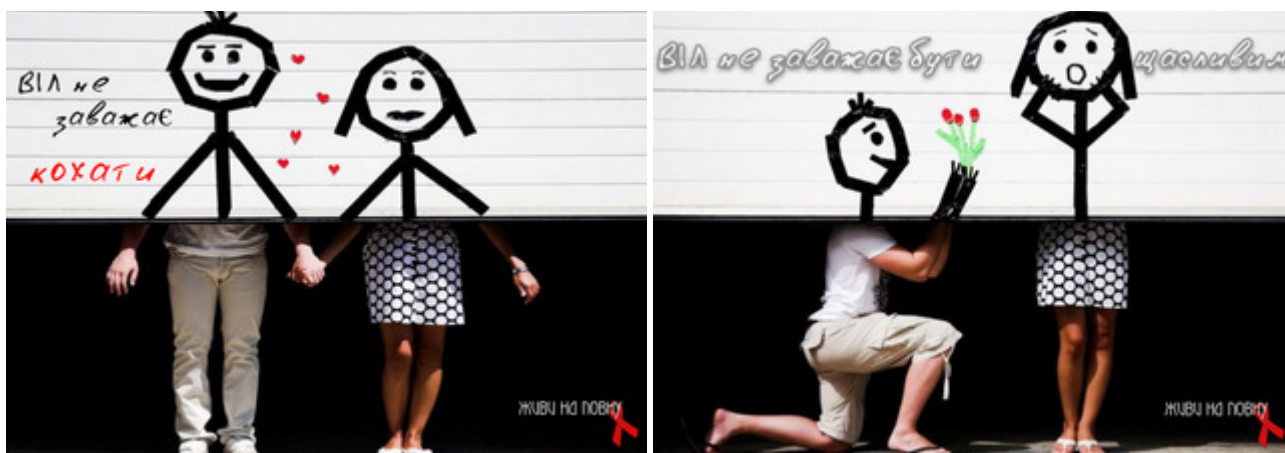 ВІЛ не
заважає
кохати
живи на повну
ВІЛ не заважає бути щасливим
живи на повну